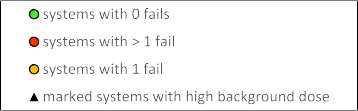 systems with 0 fails
systems with > 1 fail
systems with 1 fail
marked systems with high background dose